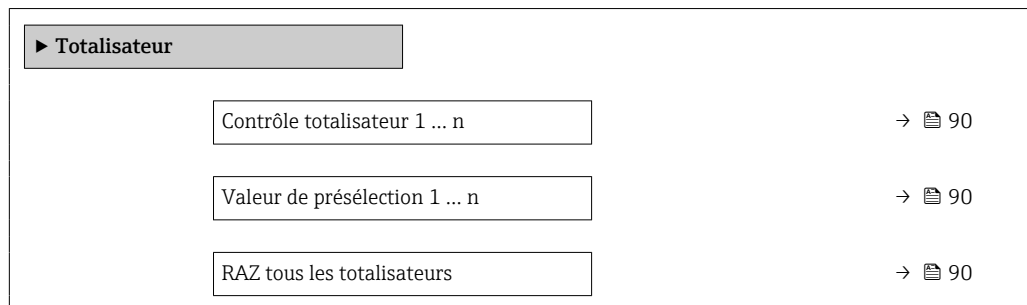 ▶ Totalisateur
Contrôle totalisateur 1 … n → 90
Valeur de présélection 1 … n → 90
RAZ tous les totalisateurs → 90